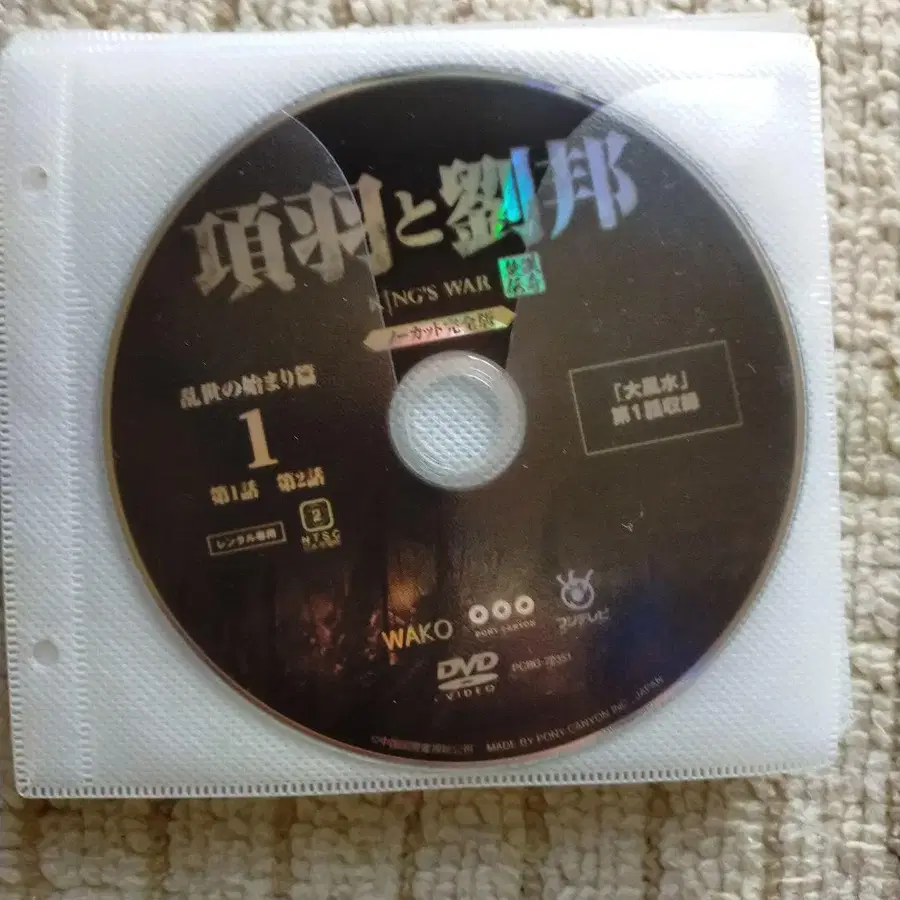 項羽と劉邦
KING'S WAR
ノーカット完全版
乱世の始まり篇
1
第1話 第2話
「大風水」
第1話収録
レンタル専用
2
NTSC
WAKO
PONY CANYON
フジテレビ
DVD
VIDEO
MADE BY PONY CANYON INC., JAPAN